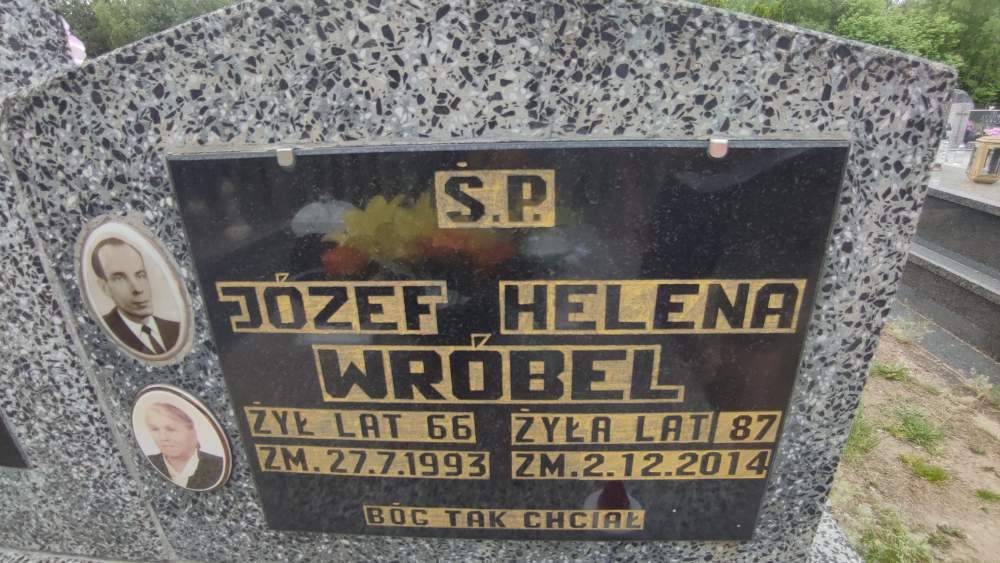 Ś.P.
JÓZEF HELENA
WRÓBEL
ŻYŁ LAT 66 ŻYŁA LAT 87
ZM. 27.7.1993 ZM. 2.12.2014
BÓG TAK CHCIAŁ